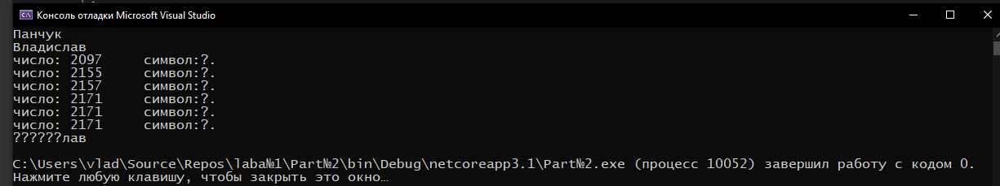 Консоль отладки Microsoft Visual Studio
Панчук
Владислав
число: 2097 символ:?.
число: 2155 символ:?.
число: 2157 символ:?.
число: 2171 символ:?.
число: 2171 символ:?.
число: 2171 символ:?.
??????лав
C:\Users\vlad\Source\Repos\laba№1\Part№2\bin\Debug\netcoreapp3.1\Part№2.exe (процесс 10052) завершил работу с кодом 0.
Нажмите любую клавишу, чтобы закрыть это окно…